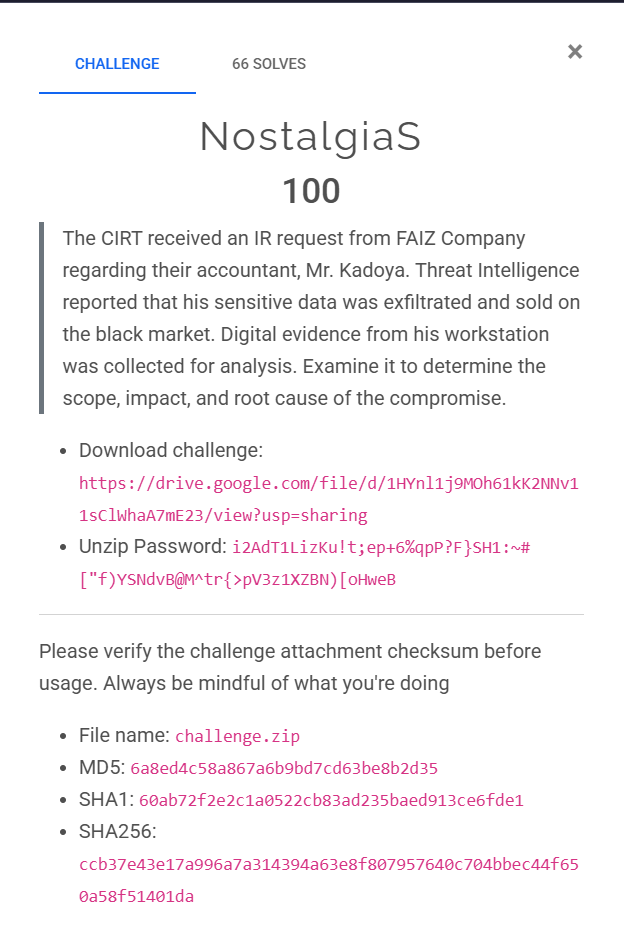 CHALLENGE
66 SOLVES
×
NostalgiaS
100
The CIRT received an IR request from FAIZ Company
regarding their accountant, Mr. Kadoya. Threat Intelligence
reported that his sensitive data was exfiltrated and sold on
the black market. Digital evidence from his workstation
was collected for analysis. Examine it to determine the
scope, impact, and root cause of the compromise.
• Download challenge:
https://drive.google.com/file/d/1HYnl1j9MOh61kK2NNv1
1sClWhaA7mE23/view?usp=sharing
• Unzip Password: i2AdT1LizKu!t;ep+6%qpP?F}SH1:~#
["f)YSNdvB@M^tr{>pV3z1XZBN)[oHweB
Please verify the challenge attachment checksum before
usage. Always be mindful of what you're doing
• File name: challenge.zip
• MD5: 6a8ed4c58a867a6b9bd7cd63be8b2d35
• SHA1: 60ab72f2e2c1a0522cb83ad235baed913ce6fde1
• SHA256:
ccb37e43e17a996a7a314394a63e8f807957640c704bbec44f65
0a58f51401da